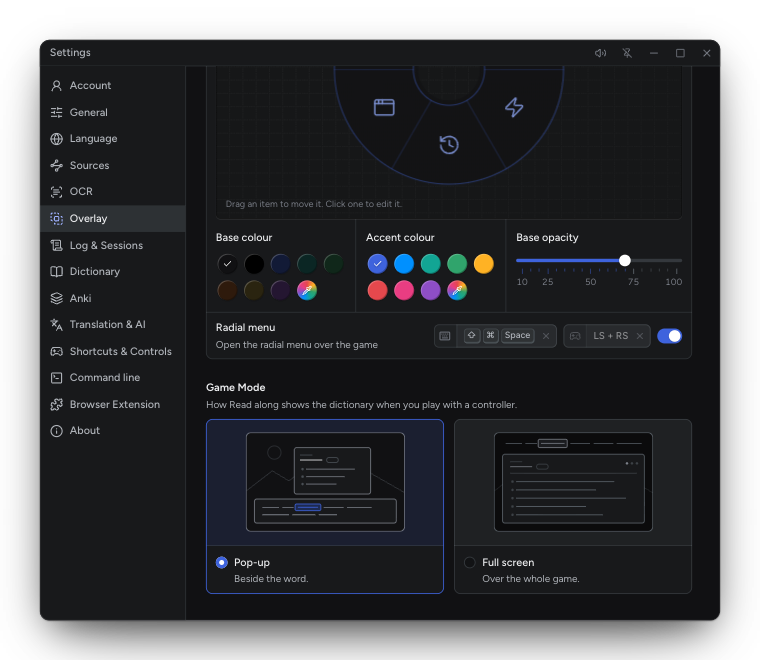 Settings
Account
General
Language
Sources
OCR
Overlay
Log & Sessions
Dictionary
Anki
Translation & AI
Shortcuts & Controls
Command line
Browser Extension
About
Drag an item to move it. Click one to edit it.
Base colour
Accent colour
Base opacity
10 25 50 75 100
Radial menu
Open the radial menu over the game
⇧ ⌘ Space
LS + RS
Game Mode
How Read along shows the dictionary when you play with a controller.
Pop-up
Beside the word.
Full screen
Over the whole game.